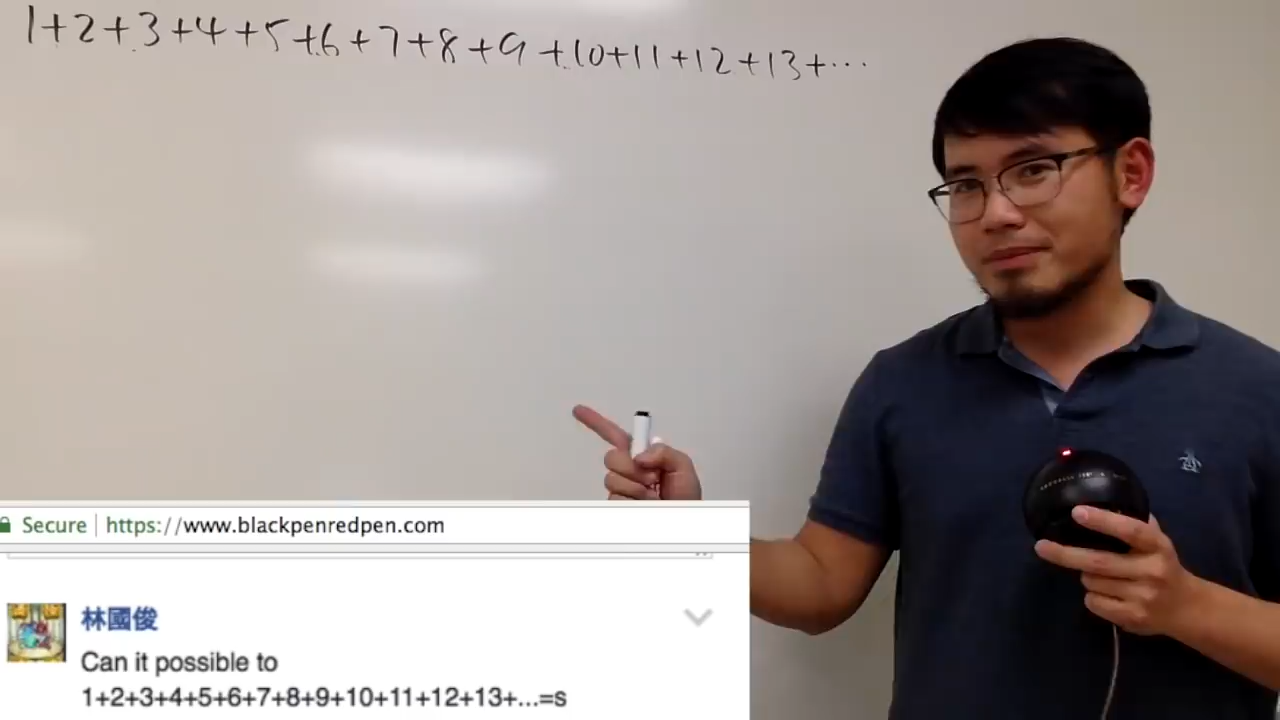 1+2+3+4+5+6+7+8+9+10+11+12+13+...
Secure | https://www.blackpenredpen.com
林國俊
Can it possible to
1+2+3+4+5+6+7+8+9+10+11+12+13+...=s